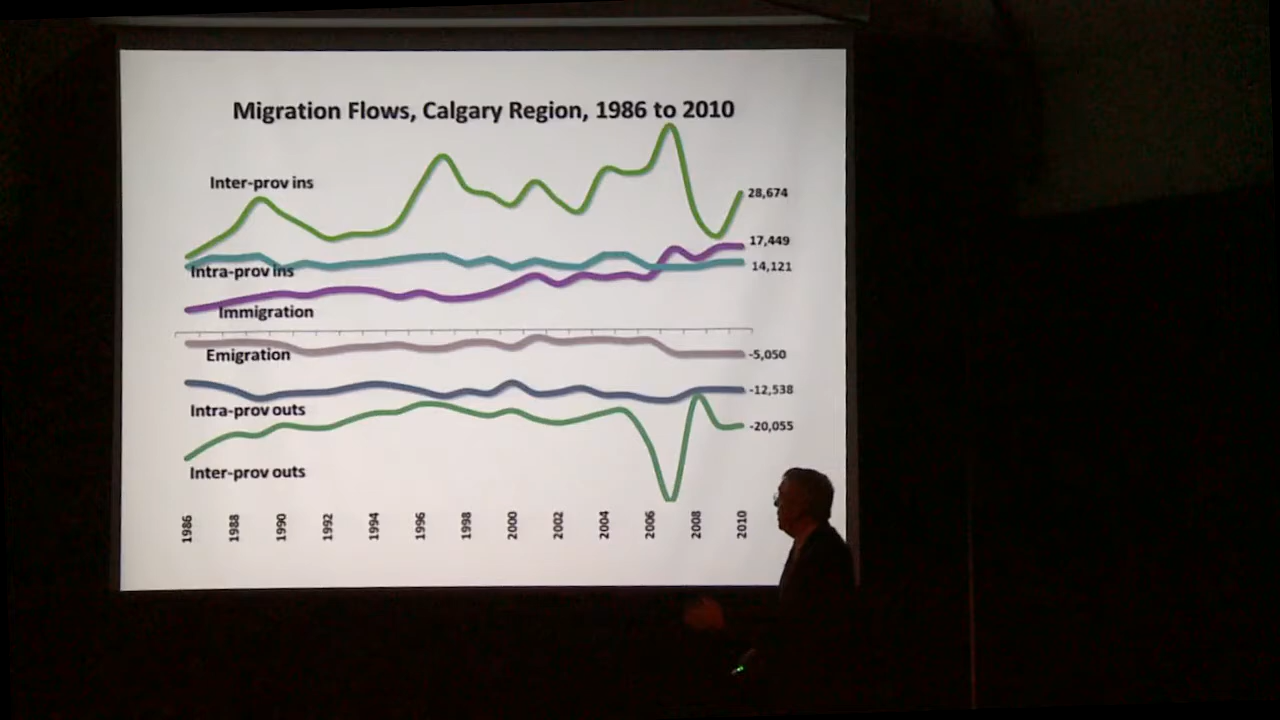 Migration Flows, Calgary Region, 1986 to 2010
Inter-prov ins
28,674
17,449
14,121
Intra-prov ins
Immigration
Emigration
-5,050
-12,538
Intra-prov outs
-20,055
Inter-prov outs
1986 1988 1990 1992 1994 1996 1998 2000 2002 2004 2006 2008 2010